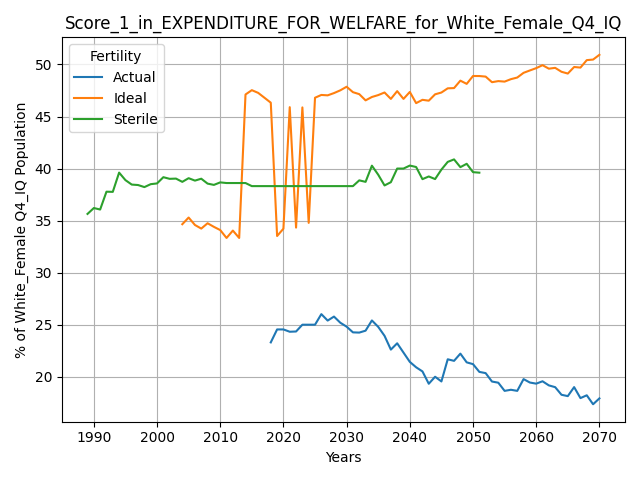 Score_1_in_EXPENDITURE_FOR_WELFARE_for_White_Female_Q4_IQ
Fertility
Actual
Ideal
Sterile
% of White_Female Q4_IQ Population
50
45
40
35
30
25
20
1990 2000 2010 2020 2030 2040 2050 2060 2070
Years